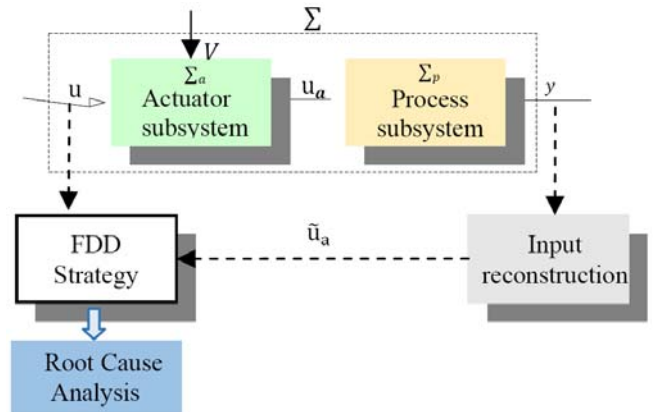 Σ
V
u
Σa
Actuator
subsystem
ua
Σp
Process
subsystem
y
FDD
Strategy
ũa
Input
reconstruction
Root Cause
Analysis